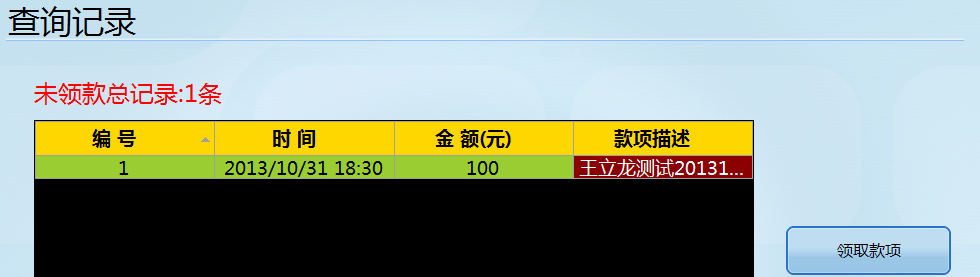 查询记录
未领款总记录:1条
编 号 时 间 金 额(元) 款项描述
1 2013/10/31 18:30 100 王立龙测试20131...
领取款项